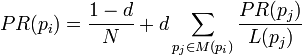 PR(p_i) = \frac{1-d}{N} + d \sum_{p_j \in M(p_i)} \frac{PR(p_j)}{L(p_j)}